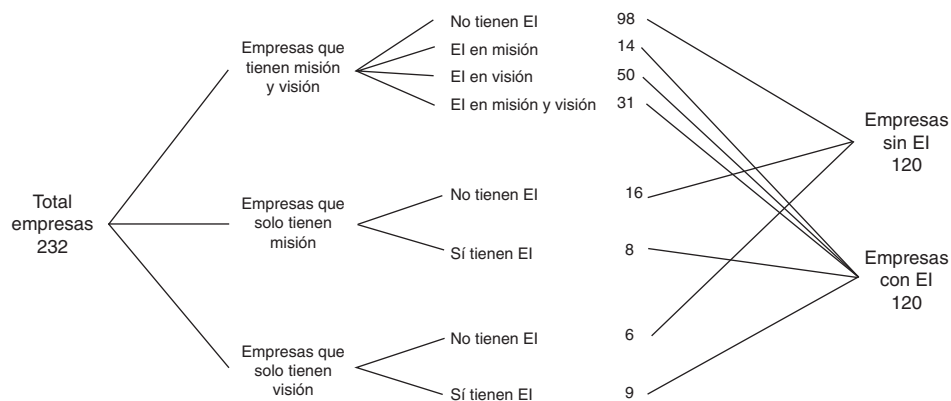 Total
empresas
232
Empresas que
tienen misión
y visión
No tienen EI 98
EI en misión 14
EI en visión 50
EI en misión y visión 31
Empresas que
solo tienen
misión
No tienen EI 16
Sí tienen EI 8
Empresas que
solo tienen
visión
No tienen EI 6
Sí tienen EI 9
Empresas
sin EI
120
Empresas
con EI
120